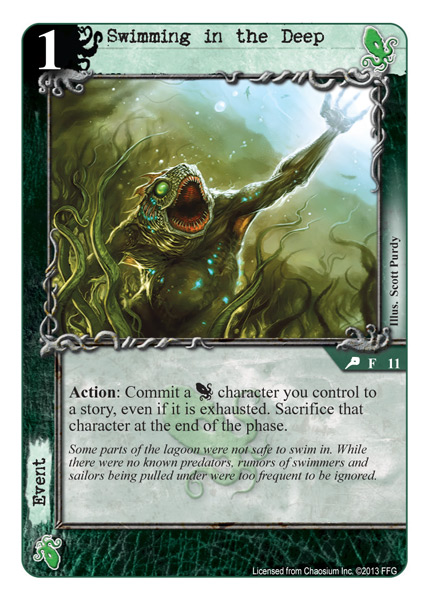 1
Swimming in the Deep
Illus. Scott Purdy
F 11
Action: Commit a character you control to
a story, even if it is exhausted. Sacrifice that
character at the end of the phase.
Some parts of the lagoon were not safe to swim in. While
there were no known predators, rumors of swimmers and
sailors being pulled under were too frequent to be ignored.
Event
Licensed from Chaosium Inc. ©2013 FFG